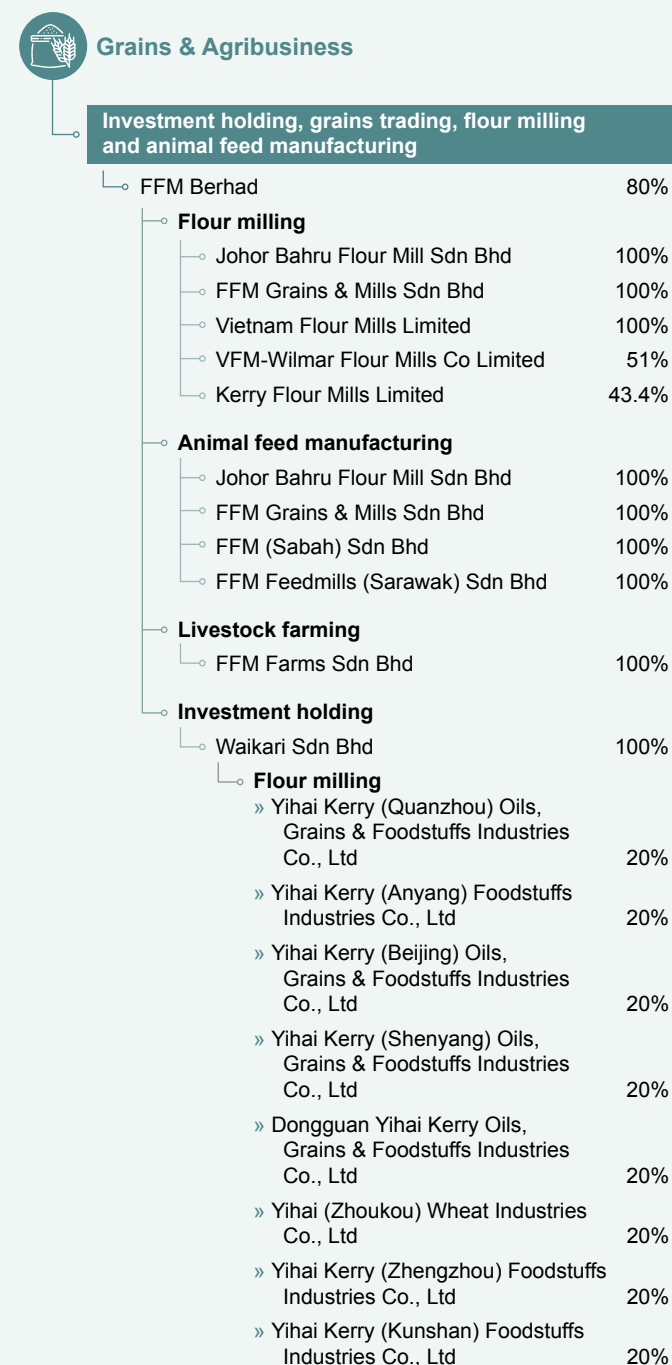 Grains & Agribusiness
Investment holding, grains trading, flour milling
and animal feed manufacturing
FFM Berhad 80%
Flour milling
Johor Bahru Flour Mill Sdn Bhd 100%
FFM Grains & Mills Sdn Bhd 100%
Vietnam Flour Mills Limited 100%
VFM-Wilmar Flour Mills Co Limited 51%
Kerry Flour Mills Limited 43.4%
Animal feed manufacturing
Johor Bahru Flour Mill Sdn Bhd 100%
FFM Grains & Mills Sdn Bhd 100%
FFM (Sabah) Sdn Bhd 100%
FFM Feedmills (Sarawak) Sdn Bhd 100%
Livestock farming
FFM Farms Sdn Bhd 100%
Investment holding
Waikari Sdn Bhd 100%
Flour milling
» Yihai Kerry (Quanzhou) Oils,
Grains & Foodstuffs Industries
Co., Ltd 20%
» Yihai Kerry (Anyang) Foodstuffs
Industries Co., Ltd 20%
» Yihai Kerry (Beijing) Oils,
Grains & Foodstuffs Industries
Co., Ltd 20%
» Yihai Kerry (Shenyang) Oils,
Grains & Foodstuffs Industries
Co., Ltd 20%
» Dongguan Yihai Kerry Oils,
Grains & Foodstuffs Industries
Co., Ltd 20%
» Yihai (Zhoukou) Wheat Industries
Co., Ltd 20%
» Yihai Kerry (Zhengzhou) Foodstuffs
Industries Co., Ltd 20%
» Yihai Kerry (Kunshan) Foodstuffs
Industries Co., Ltd 20%